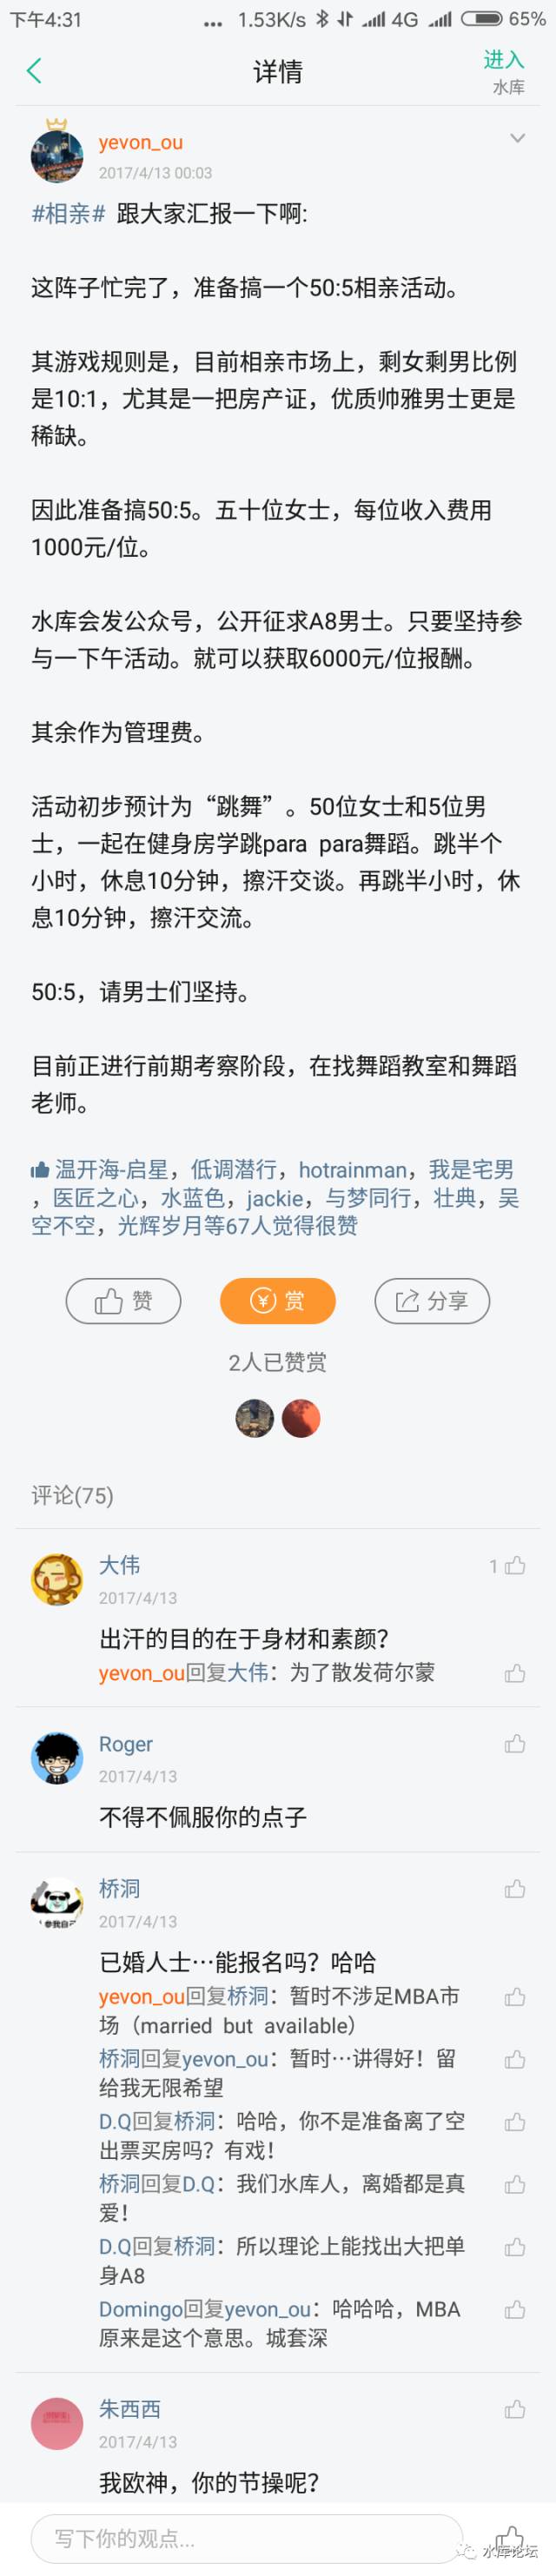 下午4:31
... 1.53K/s 4G 65%
详情
进入
水库
yevon_ou
2017/4/13 00:03
#相亲# 跟大家汇报一下啊:
这阵子忙完了，准备搞一个50:5相亲活动。
其游戏规则是，目前相亲市场上，剩女剩男比例
是10:1，尤其是一把房产证，优质帅雅男士更是
稀缺。
因此准备搞50:5。五十位女士，每位收入费用
1000元/位。
水库会发公众号，公开征求A8男士。只要坚持参
与一下午活动。就可以获取6000元/位报酬。
其余作为管理费。
活动初步预计为“跳舞”。50位女士和5位男
士，一起在健身房学跳para para舞蹈。跳半个
小时，休息10分钟，擦汗交谈。再跳半小时，休
息10分钟，擦汗交流。
50:5，请男士们坚持。
目前正进行前期考察阶段，在找舞蹈教室和舞蹈
老师。
温开海-启星，低调潜行，hotrainman，我是宅男
，医匠之心，水蓝色，jackie，与梦同行，壮典，吴
空不空，光辉岁月等67人觉得很赞
赞
赏
分享
2人已赞赏
评论(75)
大伟
1
2017/4/13
出汗的目的在于身材和素颜？
yevon_ou回复大伟：为了散发荷尔蒙
Roger
2017/4/13
不得不佩服你的点子
桥洞
2017/4/13
已婚人士…能报名吗？哈哈
yevon_ou回复桥洞：暂时不涉足MBA市
场（married but available）
桥洞回复yevon_ou：暂时…讲得好！留
给我无限希望
D.Q回复桥洞：哈哈，你不是准备离了空
出票买房吗？有戏！
桥洞回复D.Q：我们水库人，离婚都是真
爱！
D.Q回复桥洞：所以理论上能找出大把单
身A8
Domingo回复yevon_ou：哈哈哈，MBA
原来是这个意思。城套深
朱西西
2017/4/13
我欧神，你的节操呢？
写下你的观点...
水库论坛